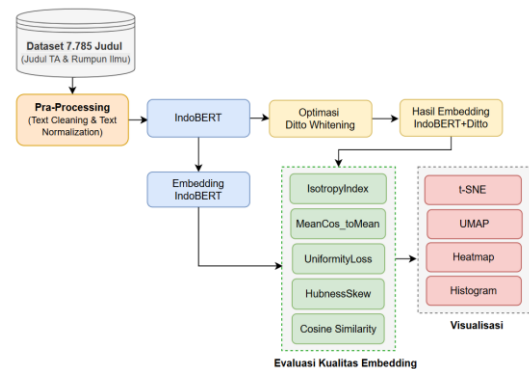 Dataset 7.785 Judul
(Judul TA & Rumpun Ilmu)
Pra-Processing
(Text Cleaning & Text
Normalization)
IndoBERT
Optimasi
Ditto Whitening
Hasil Embedding
IndoBERT+Ditto
Embedding
IndoBERT
IsotropyIndex
MeanCos_toMean
UniformityLoss
HubnessSkew
Cosine Similarity
Evaluasi Kualitas Embedding
t-SNE
UMAP
Heatmap
Histogram
Visualisasi